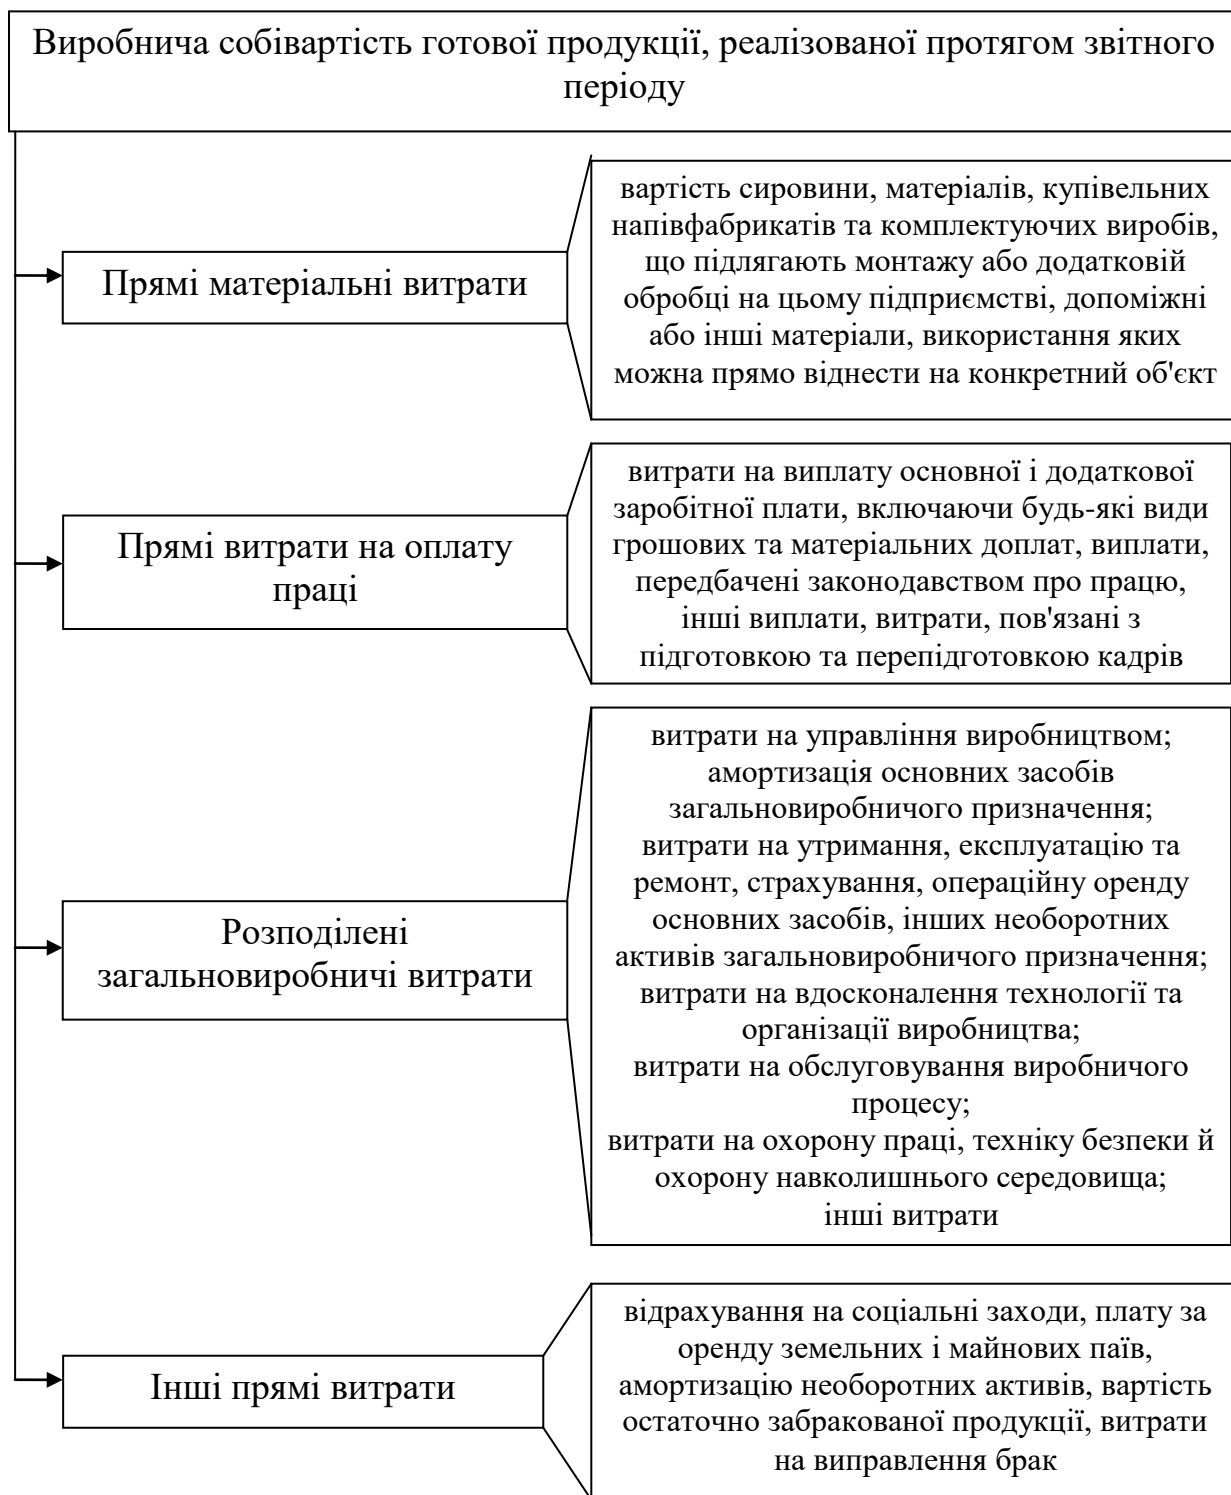 Виробнича собівартість готової продукції, реалізованої протягом звітного
періоду
Прямі матеріальні витрати
вартість сировини, матеріалів, купівельних
напівфабрикатів та комплектуючих виробів,
що підлягають монтажу або додатковій
обробці на цьому підприємстві, допоміжні
або інші матеріали, використання яких
можна прямо віднести на конкретний об'єкт
Прямі витрати на оплату
праці
витрати на виплату основної і додаткової
заробітної плати, включаючи будь-які види
грошових та матеріальних доплат, виплати,
передбачені законодавством про працю,
інші виплати, витрати, пов'язані з
підготовкою та перепідготовкою кадрів
Розподілені
загальновиробничі витрати
витрати на управління виробництвом;
амортизація основних засобів
загальновиробничого призначення;
витрати на утримання, експлуатацію та
ремонт, страхування, операційну оренду
основних засобів, інших необоротних
активів загальновиробничого призначення;
витрати на вдосконалення технології та
організації виробництва;
витрати на обслуговування виробничого
процесу;
витрати на охорону праці, техніку безпеки й
охорону навколишнього середовища;
інші витрати
Інші прямі витрати
відрахування на соціальні заходи, плату за
оренду земельних і майнових паїв,
амортизацію необоротних активів, вартість
остаточно забракованої продукції, витрати
на виправлення брак